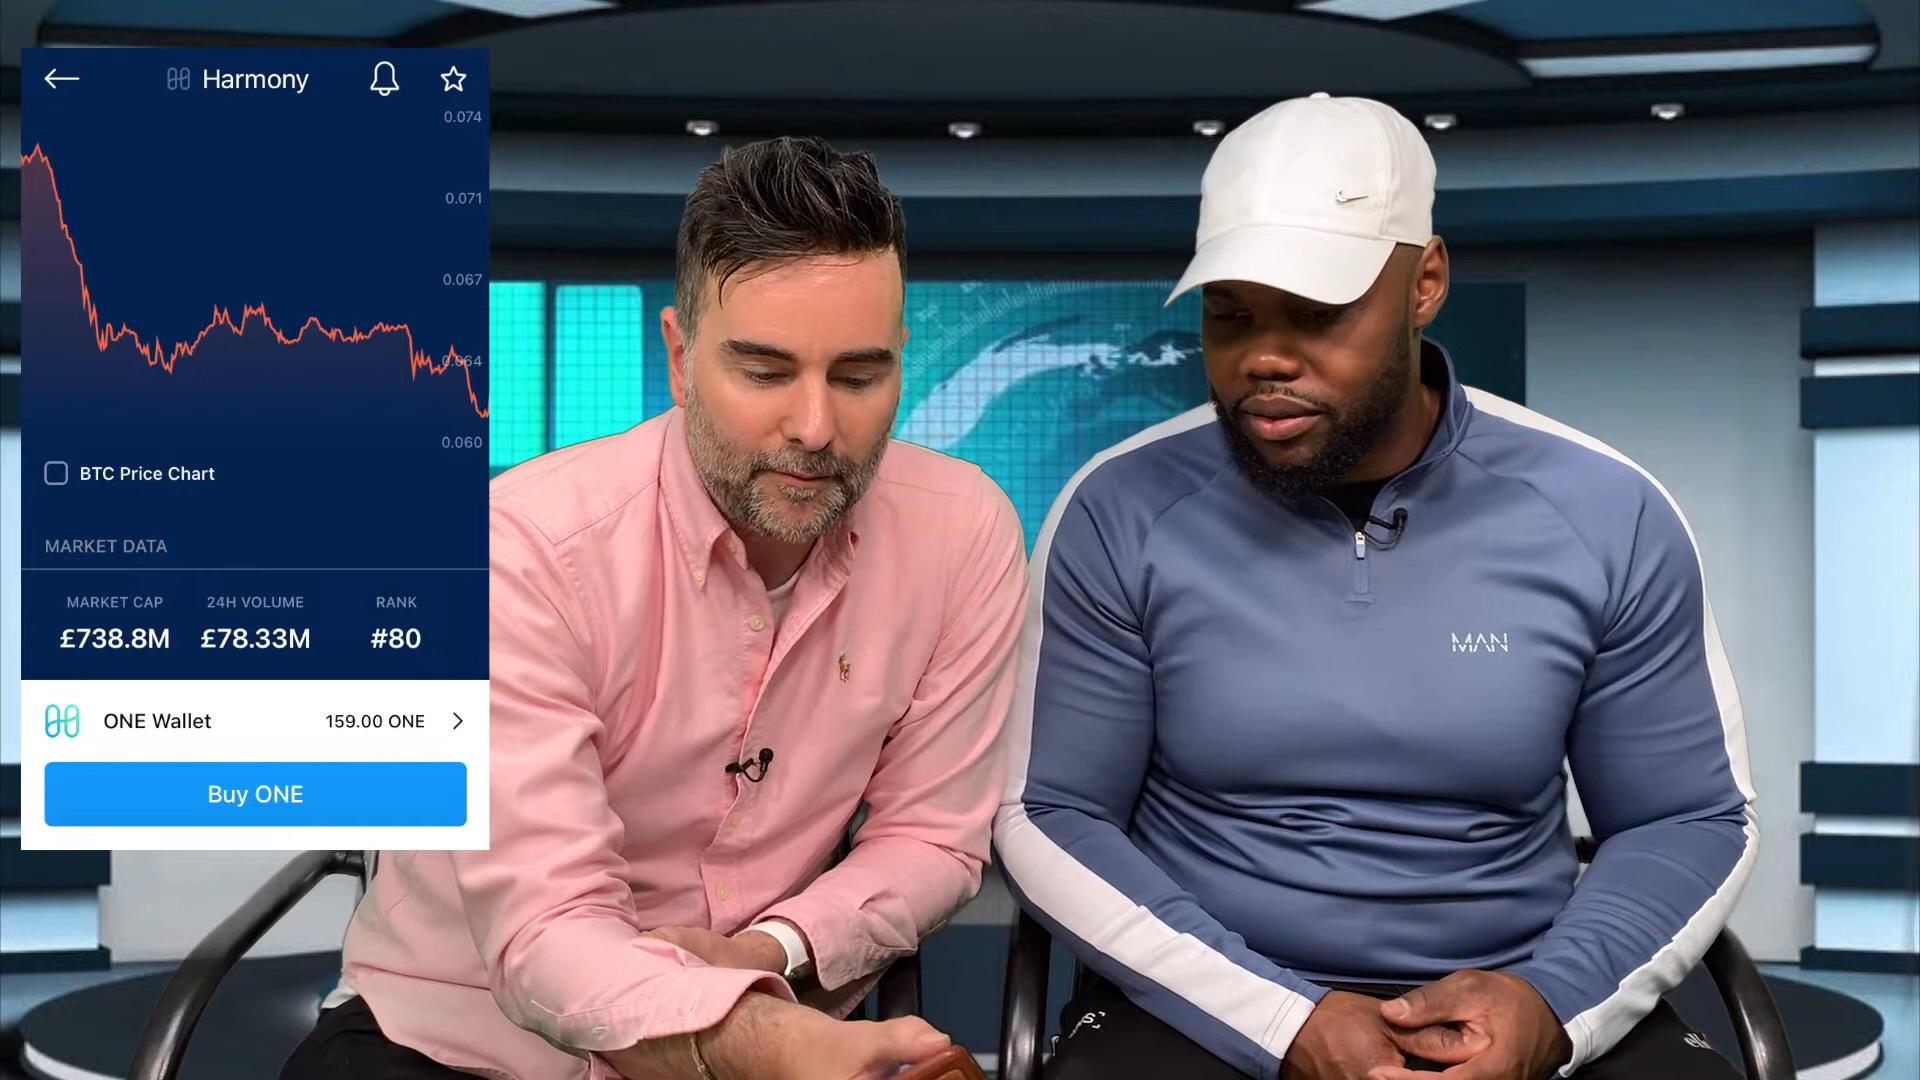 Harmony
0.074
0.071
0.067
0.064
0.060
BTC Price Chart
MARKET DATA
MARKET CAP 24H VOLUME RANK
£738.8M £78.33M #80
ONE Wallet 159.00 ONE
Buy ONE
MAN